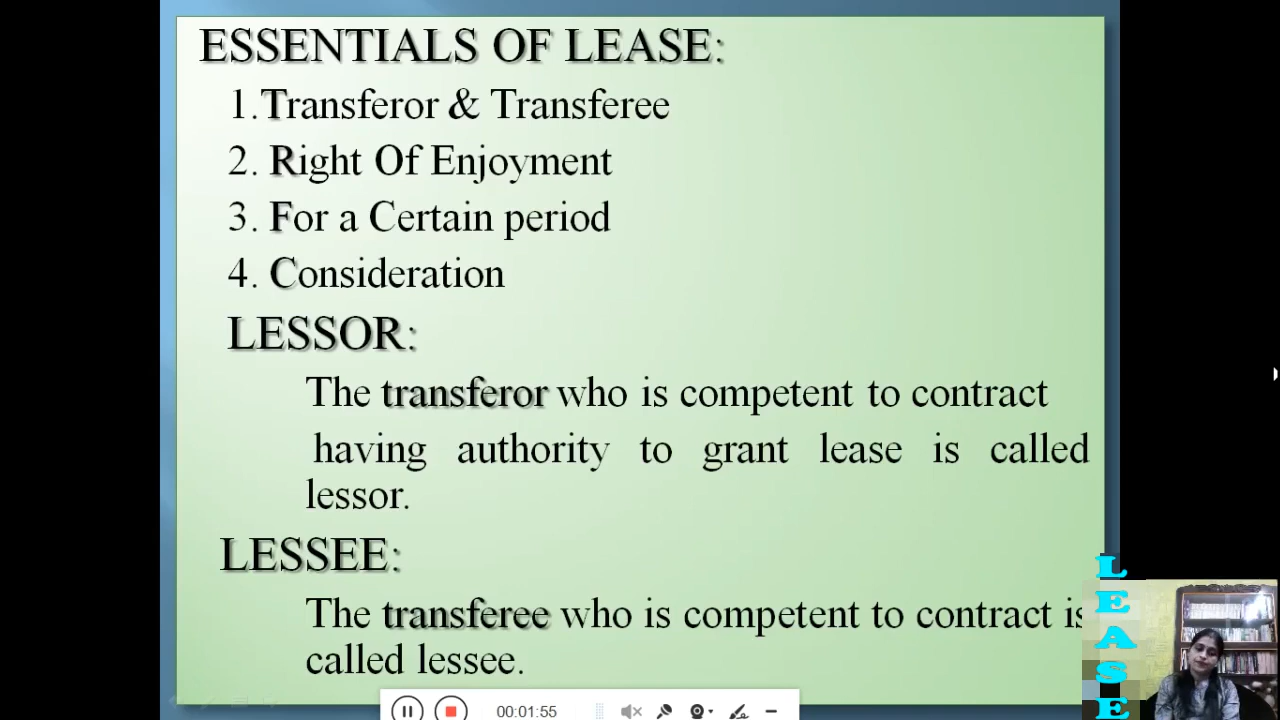 ESSENTIALS OF LEASE:
1.Transferor & Transferee
2. Right Of Enjoyment
3. For a Certain period
4. Consideration
LESSOR:
The transferor who is competent to contract
having authority to grant lease is called
lessor.
LESSEE:
The transferee who is competent to contract is
called lessee.
L
E
A
S
E
00:01:55